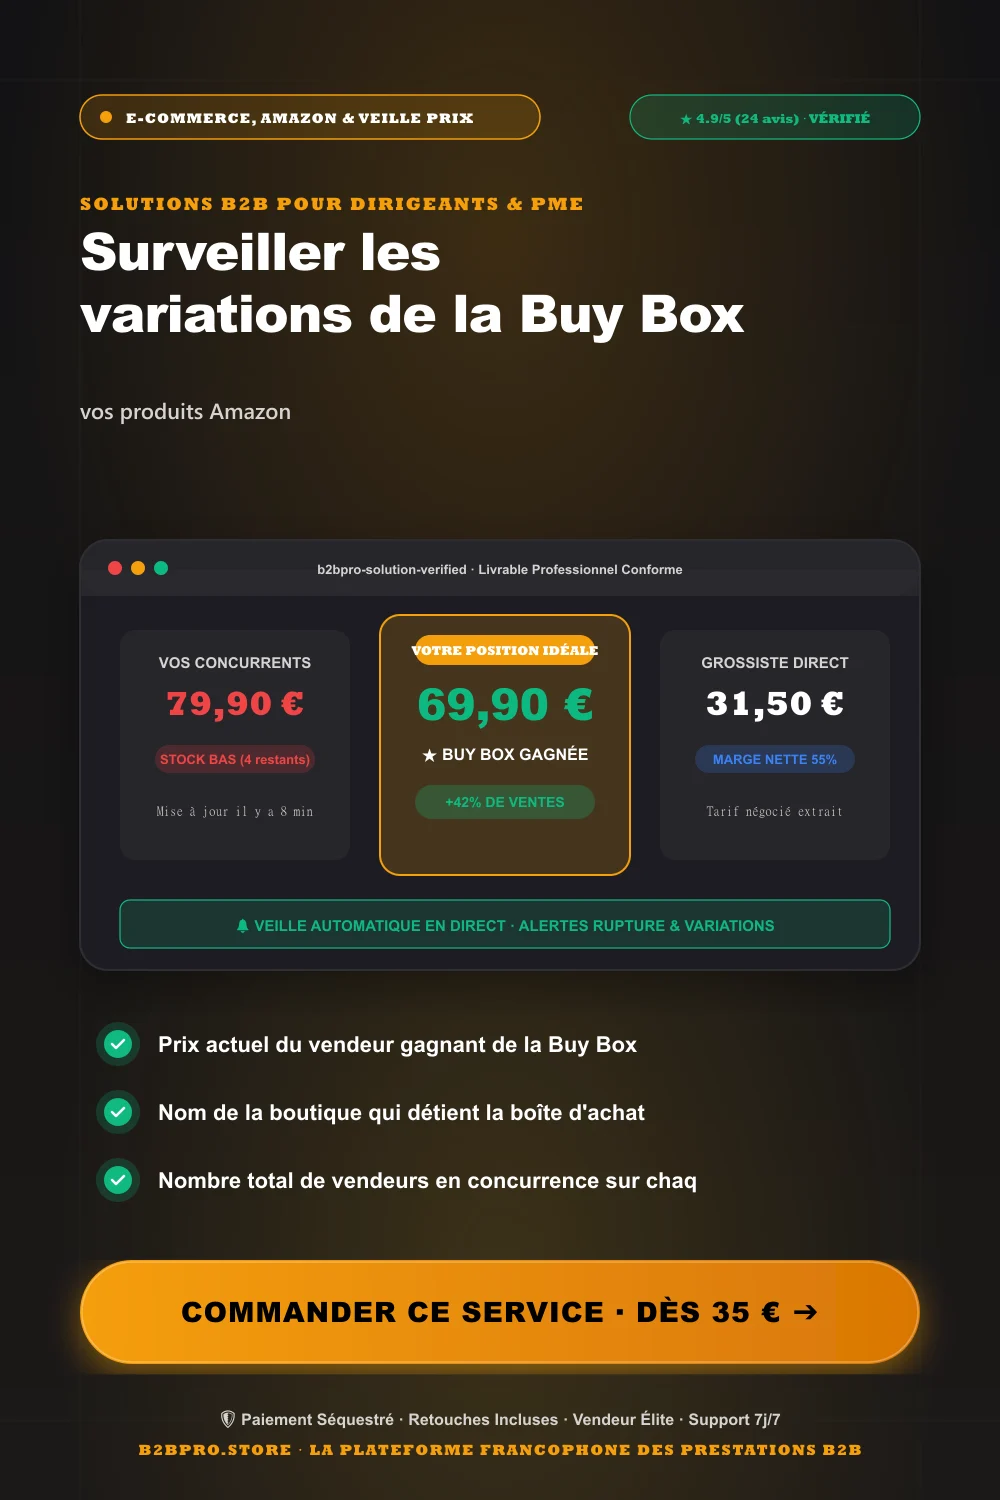 E-COMMERCE, AMAZON & VEILLE PRIX
★ 4.9/5 (24 avis) · VÉRIFIÉ
SOLUTIONS B2B POUR DIRIGEANTS & PME
Surveiller les
variations de la Buy Box
vos produits Amazon
b2bpro-solution-verified · Livrable Professionnel Conforme
VOS CONCURRENTS
79,90 €
STOCK BAS (4 restants)
Mise à jour il y a 8 min
VOTRE POSITION IDÉALE
69,90 €
★ BUY BOX GAGNÉE
+42% DE VENTES
GROSSISTE DIRECT
31,50 €
MARGE NETTE 55%
Tarif négocié extrait
🔔 VEILLE AUTOMATIQUE EN DIRECT · ALERTES RUPTURE & VARIATIONS
Prix actuel du vendeur gagnant de la Buy Box
Nom de la boutique qui détient la boîte d'achat
Nombre total de vendeurs en concurrence sur chaq
COMMANDER CE SERVICE · DÈS 35 € ➔
🛡 Paiement Séquestré · Retouches Incluses · Vendeur Élite · Support 7j/7
B2BPRO.STORE · LA PLATEFORME FRANCOPHONE DES PRESTATIONS B2B